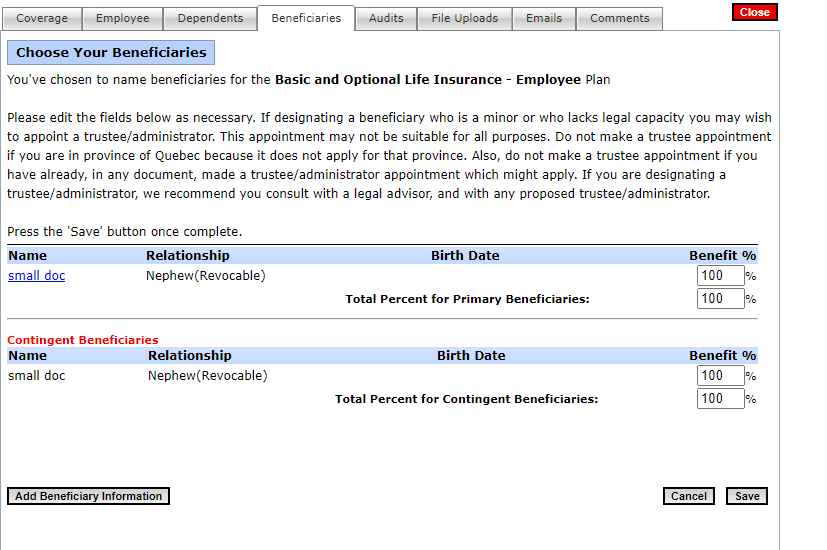 Coverage Employee Dependents Beneficiaries Audits File Uploads Emails Comments Close
Choose Your Beneficiaries
You've chosen to name beneficiaries for the Basic and Optional Life Insurance - Employee Plan
Please edit the fields below as necessary. If designating a beneficiary who is a minor or who lacks legal capacity you may wish
to appoint a trustee/administrator. This appointment may not be suitable for all purposes. Do not make a trustee appointment
if you are in province of Quebec because it does not apply for that province. Also, do not make a trustee appointment if you
have already, in any document, made a trustee/administrator appointment which might apply. If you are designating a
trustee/administrator, we recommend you consult with a legal advisor, and with any proposed trustee/administrator.
Press the 'Save' button once complete.
Name Relationship Birth Date Benefit %
small doc Nephew(Revocable) 100 %
Total Percent for Primary Beneficiaries: 100 %
Contingent Beneficiaries
Name Relationship Birth Date Benefit %
small doc Nephew(Revocable) 100 %
Total Percent for Contingent Beneficiaries: 100 %
Add Beneficiary Information Cancel Save